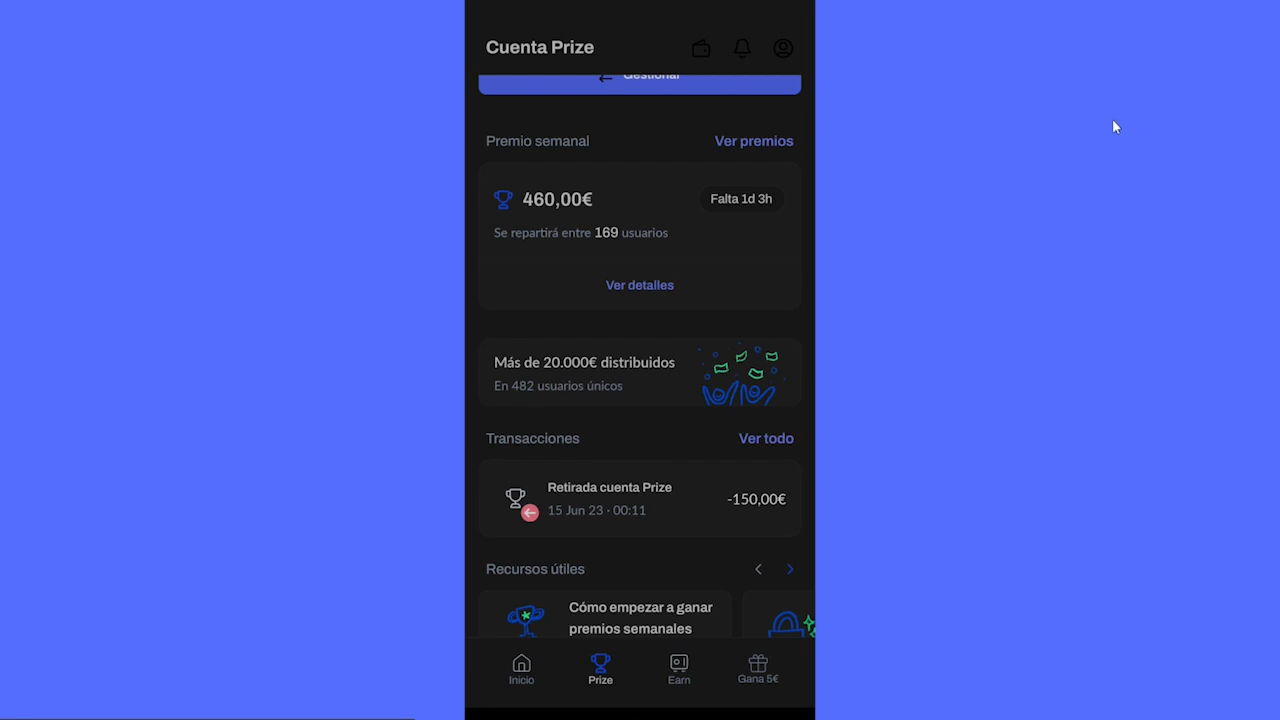 Cuenta Prize
Gestionar
Premio semanal
Ver premios
460,00€
Falta 1d 3h
Se repartirá entre 169 usuarios
Ver detalles
Más de 20.000€ distribuidos
En 482 usuarios únicos
Transacciones
Ver todo
Retirada cuenta Prize
-150,00€
15 Jun 23 · 00:11
Recursos útiles
Cómo empezar a ganar
premios semanales
Inicio
Prize
Earn
Gana 5€